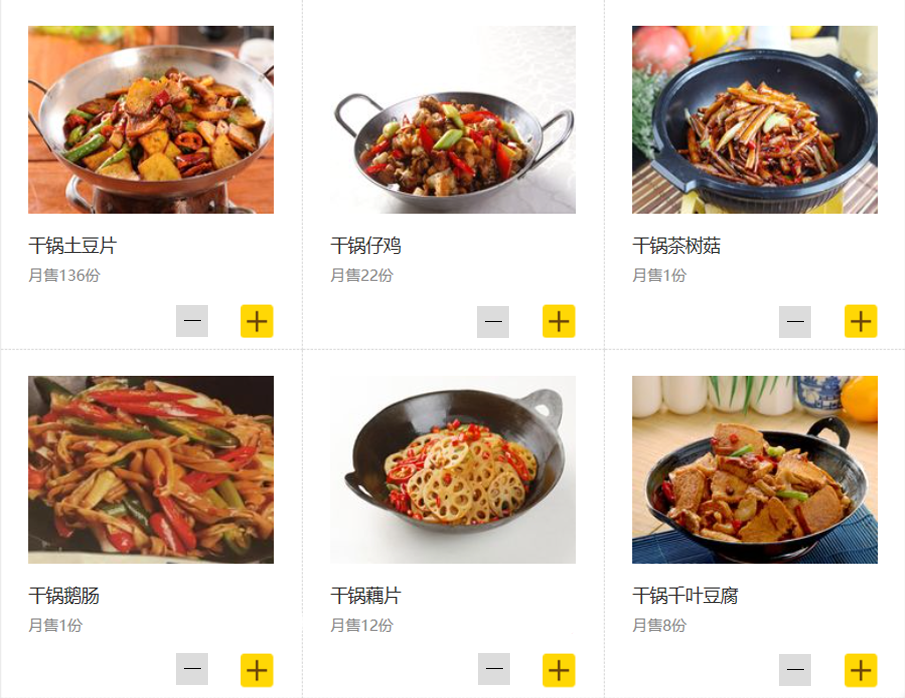 干锅土豆片
月售136份
干锅仔鸡
月售22份
干锅茶树菇
月售1份
干锅鹅肠
月售1份
干锅藕片
月售12份
干锅千叶豆腐
月售8份